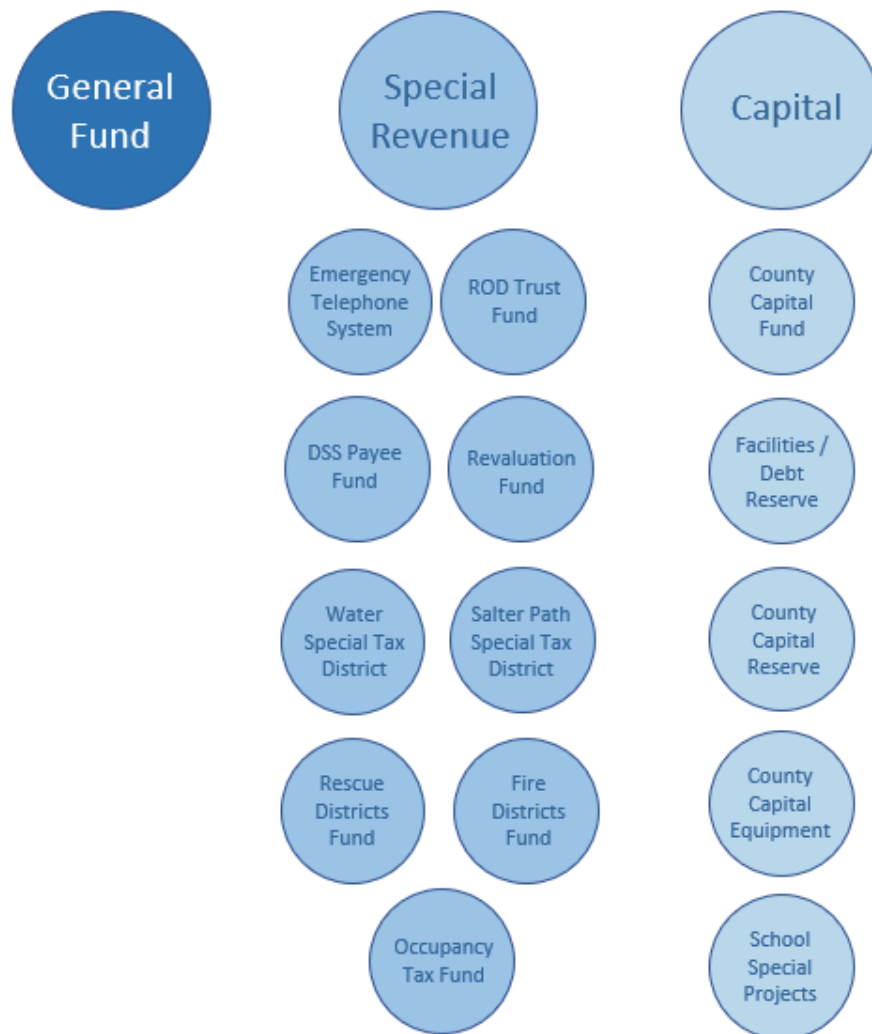 General
Fund
Special
Revenue
Capital
Emergency
Telephone
System
ROD Trust
Fund
County
Capital
Fund
DSS Payee
Fund
Revaluation
Fund
Facilities /
Debt
Reserve
Water
Special Tax
District
Salter Path
Special Tax
District
County
Capital
Reserve
Rescue
Districts
Fund
Fire
Districts
Fund
County
Capital
Equipment
Occupancy
Tax Fund
School
Special
Projects